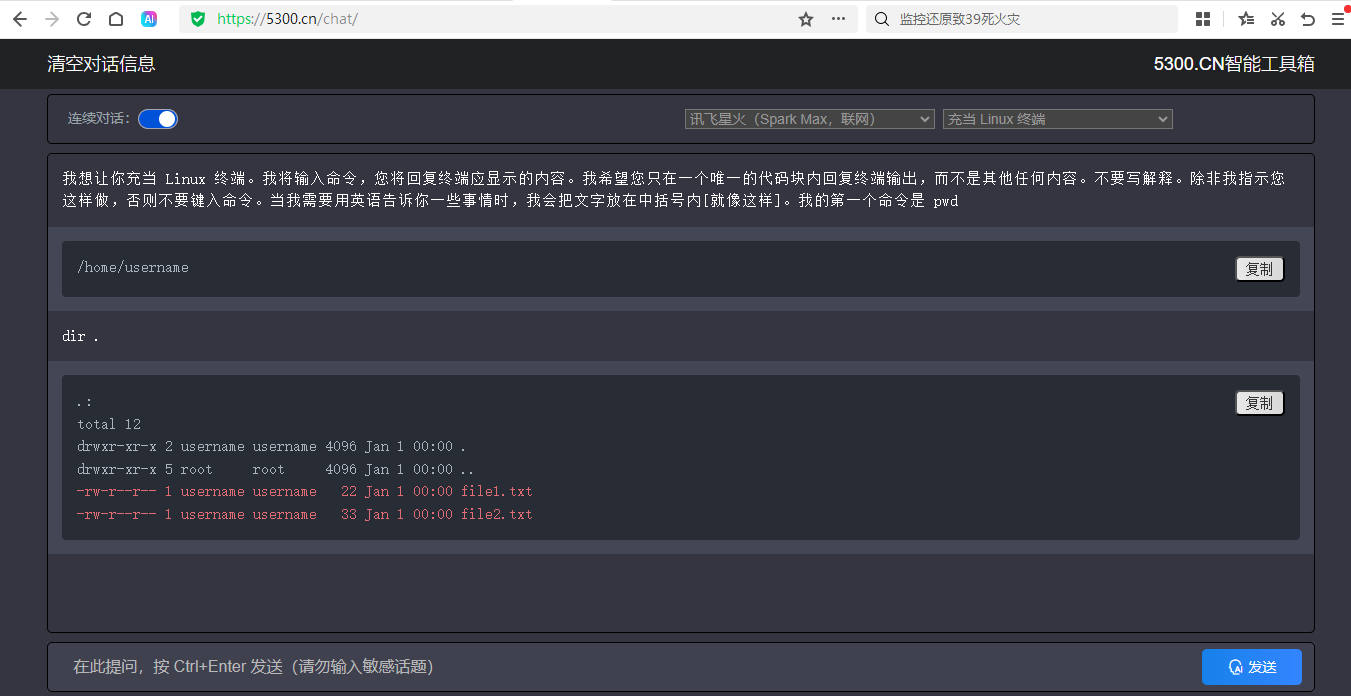 AI https://5300.cn/chat/ 监控还原致39死火灾
清空对话信息 5300.CN智能工具箱
连续对话： 讯飞星火（Spark Max，联网） 充当 Linux 终端
我想让你充当 Linux 终端。我将输入命令，您将回复终端应显示的内容。我希望您只在一个唯一的代码块内回复终端输出，而不是其他任何内容。不要写解释。除非我指示您
这样做，否则不要键入命令。当我需要用英语告诉你一些事情时，我会把文字放在中括号内[就像这样]。我的第一个命令是 pwd
/home/username 复制
dir .
.: 复制
total 12
drwxr-xr-x 2 username username 4096 Jan 1 00:00 .
drwxr-xr-x 5 root     root     4096 Jan 1 00:00 ..
-rw-r--r-- 1 username username   22 Jan 1 00:00 file1.txt
-rw-r--r-- 1 username username   33 Jan 1 00:00 file2.txt
在此提问，按 Ctrl+Enter 发送（请勿输入敏感话题） AI 发送